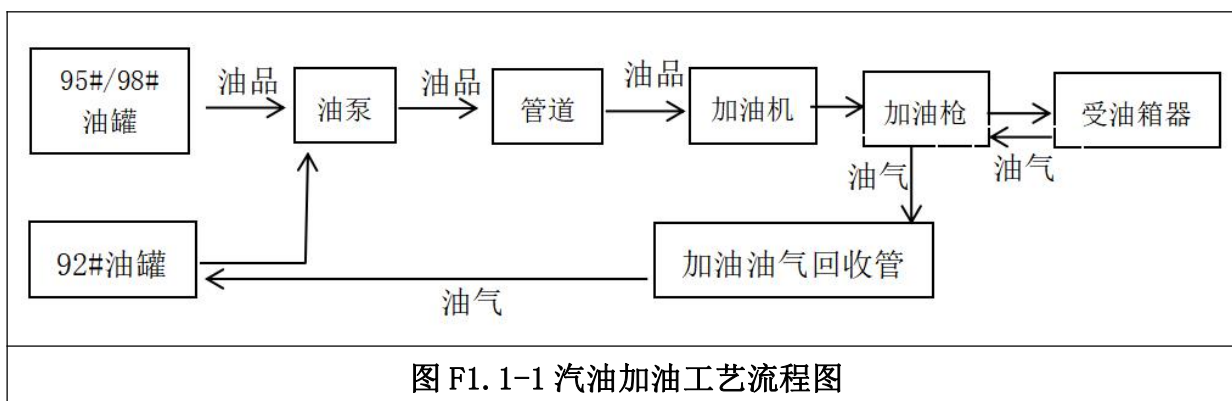 95#/98#
油罐
油品
油泵
油品
管道
油品
加油机
加油枪
受油箱器
油气
油气
92#油罐
加油油气回收管
油气
图 F1.1-1 汽油加油工艺流程图